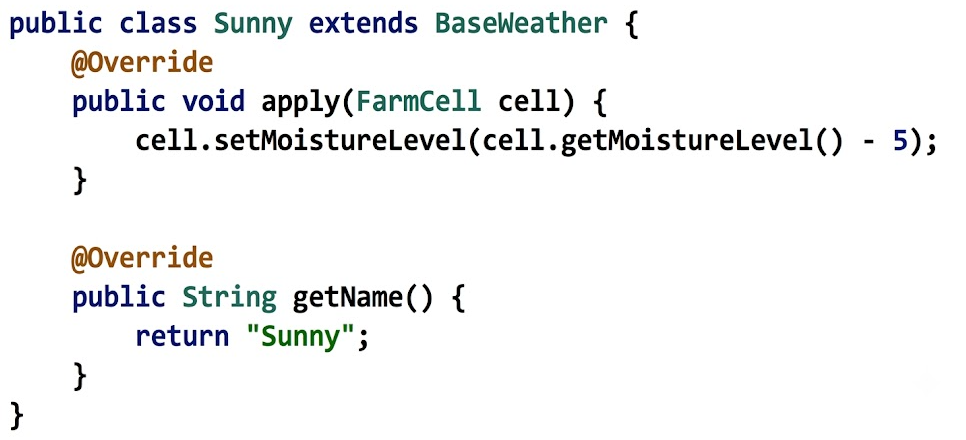 public class Sunny extends BaseWeather {
    @Override
    public void apply(FarmCell cell) {
        cell.setMoistureLevel(cell.getMoistureLevel() - 5);
    }

    @Override
    public String getName() {
        return "Sunny";
    }
}